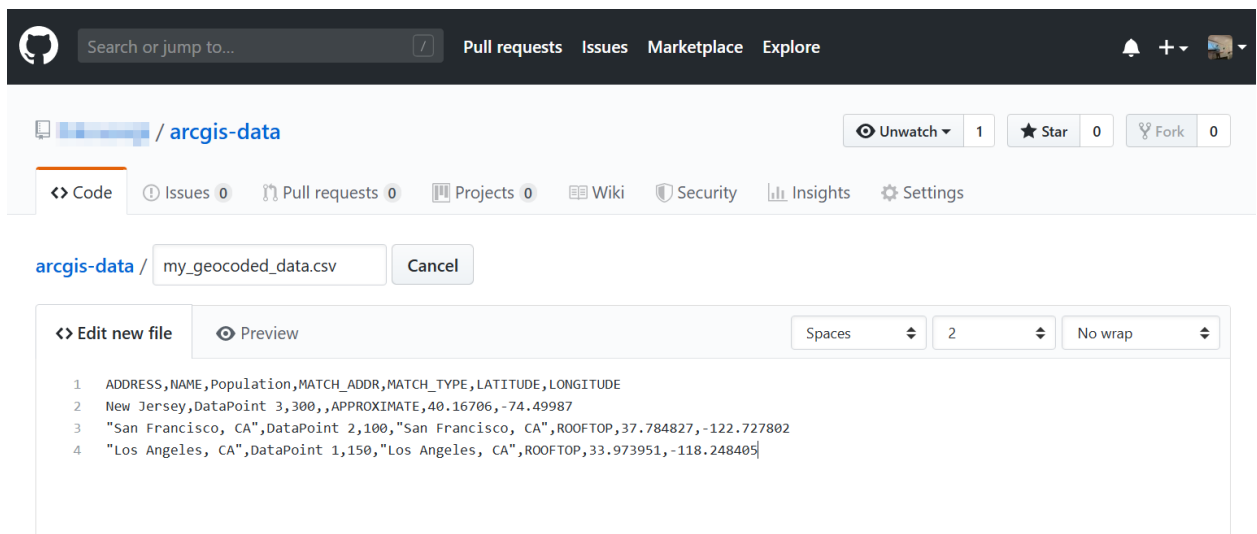 Search or jump to... / Pull requests Issues Marketplace Explore
/ arcgis-data Unwatch 1 Star 0 Fork 0
<> Code Issues 0 Pull requests 0 Projects 0 Wiki Security Insights Settings
arcgis-data / my_geocoded_data.csv Cancel
<> Edit new file Preview Spaces 2 No wrap
1 ADDRESS,NAME,Population,MATCH_ADDR,MATCH_TYPE,LATITUDE,LONGITUDE
2 New Jersey,DataPoint 3,300,,APPROXIMATE,40.16706,-74.49987
3 "San Francisco, CA",DataPoint 2,100,"San Francisco, CA",ROOFTOP,37.784827,-122.727802
4 "Los Angeles, CA",DataPoint 1,150,"Los Angeles, CA",ROOFTOP,33.973951,-118.248405